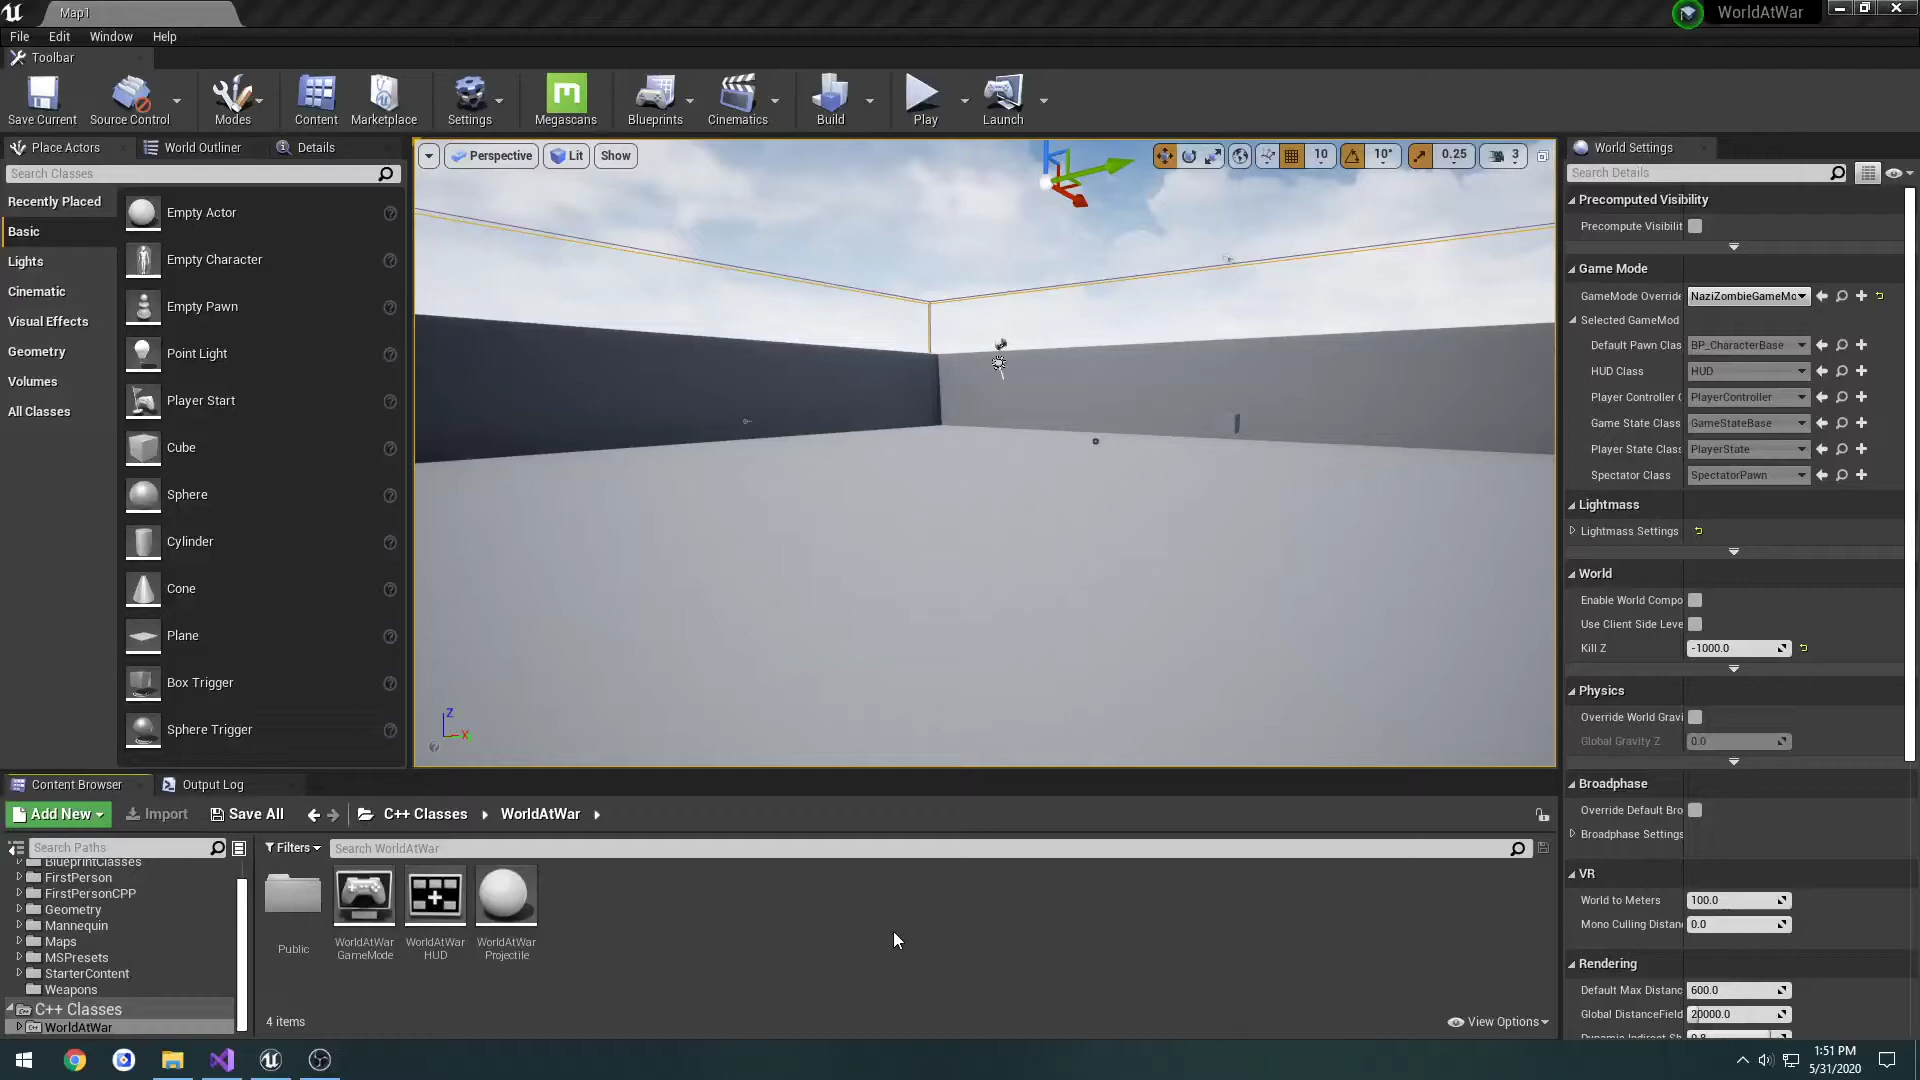 Map1
WorldAtWar
File
Edit
Window
Help
Toolbar
Save Current
Source Control
Modes
Content
Marketplace
Settings
Megascans
Blueprints
Cinematics
Build
Play
Launch
Place Actors
World Outliner
Details
Search Classes
Recently Placed
Basic
Lights
Cinematic
Visual Effects
Geometry
Volumes
All Classes
Empty Actor
Empty Character
Empty Pawn
Point Light
Player Start
Cube
Sphere
Cylinder
Cone
Plane
Box Trigger
Sphere Trigger
Perspective
Lit
Show
10
10°
0.25
3
Z
X
World Settings
Search Details
Precomputed Visibility
Precompute Visibilit
Game Mode
GameMode Override
NaziZombieGameMo
Selected GameMod
Default Pawn Clas
BP_CharacterBase
HUD Class
HUD
Player Controller C
PlayerController
Game State Class
GameStateBase
Player State Class
PlayerState
Spectator Class
SpectatorPawn
Lightmass
Lightmass Settings
World
Enable World Compo
Use Client Side Leve
Kill Z
-1000.0
Physics
Override World Gravi
Global Gravity Z
0.0
Broadphase
Override Default Bro
Broadphase Settings
VR
World to Meters
100.0
Mono Culling Distanc
0.0
Rendering
Default Max Distanc
600.0
Global DistanceField
20000.0
Content Browser
Output Log
Add New
Import
Save All
C++ Classes
WorldAtWar
Search Paths
Filters
Search WorldAtWar
BlueprintClasses
FirstPerson
FirstPersonCPP
Geometry
Mannequin
Maps
MSPresets
StarterContent
Weapons
C++ Classes
WorldAtWar
Public
WorldAtWar
GameMode
WorldAtWar
HUD
WorldAtWar
Projectile
4 items
View Options
1:51 PM
5/31/2020